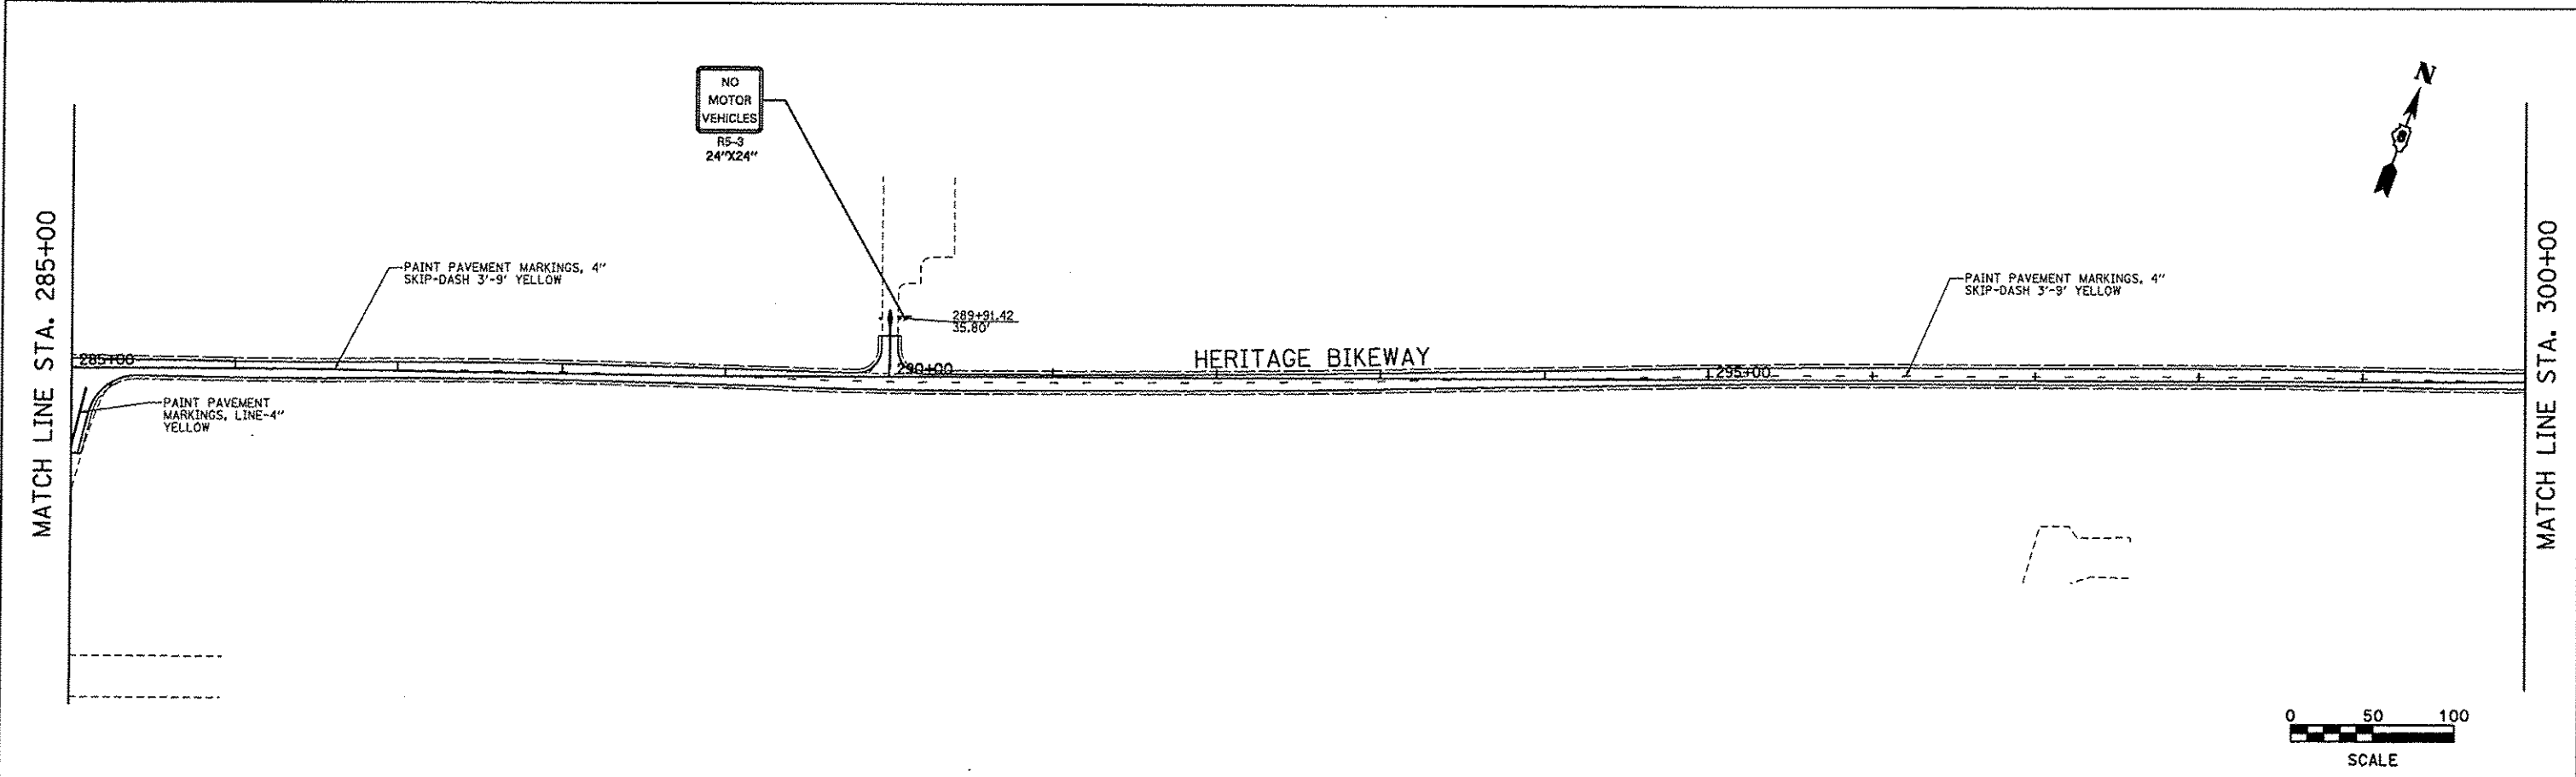 NO
MOTOR
VEHICLES
R5-3
24"X24"
N
MATCH LINE STA. 285+00
PAINT PAVEMENT MARKINGS, 4"
SKIP-DASH 3'-9' YELLOW
289+91.42
35.80'
PAINT PAVEMENT MARKINGS, 4"
SKIP-DASH 3'-9' YELLOW
MATCH LINE STA. 300+00
285+00
290+00
HERITAGE BIKEWAY
295+00
PAINT PAVEMENT
MARKINGS, LINE-4"
YELLOW
0 50 100
SCALE